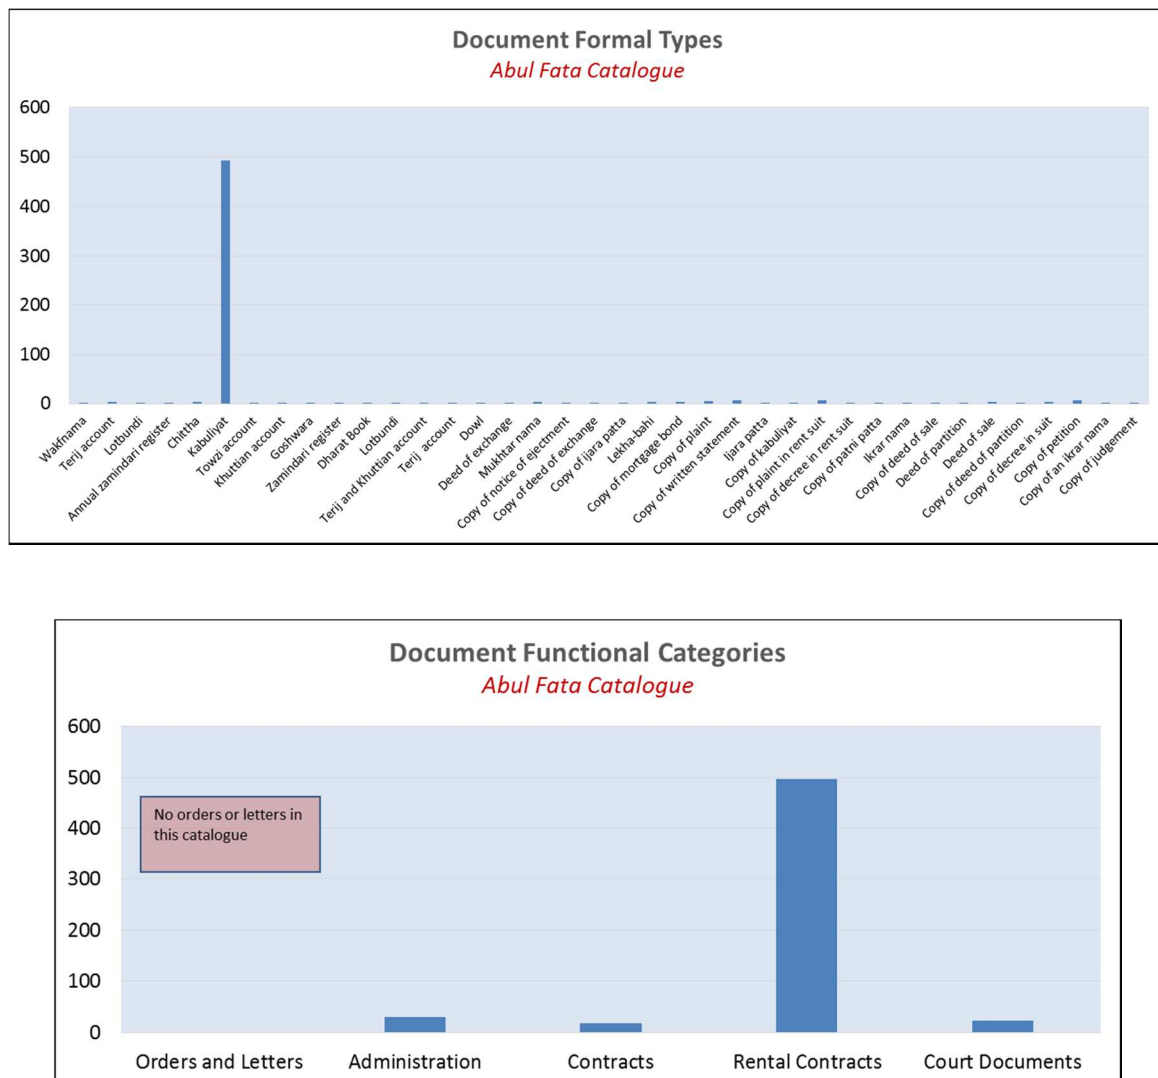 Document Formal Types
Abul Fata Catalogue
600
500
400
300
200
100
0
Wakfnama
Terij account
Lotbundi
Annual zamindari register
Chittha
Kabuliyat
Towzi account
Khuttian account
Goshwara
Zamindari register
Dharat Book
Lotbundi
Terij and Khuttian account
Terij  account
Dowl
Deed of exchange
Mukhtar nama
Copy of notice of ejectment
Copy of deed of exchange
Copy of ijara patta
Lekha-bahi
Copy of mortgage bond
Copy of plaint
Copy of written statement
Ijara patta
Copy of kabuliyat
Copy of plaint in rent suit
Copy of decree in rent suit
Copy of patni patta
Ikrar nama
Copy of deed of sale
Deed of partition
Deed of sale
Copy of deed of partition
Copy of decree in suit
Copy of petition
Copy of an ikrar nama
Copy of judgement
Document Functional Categories
Abul Fata Catalogue
600
500
400
300
200
100
0
No orders or letters in
this catalogue
Orders and Letters
Administration
Contracts
Rental Contracts
Court Documents